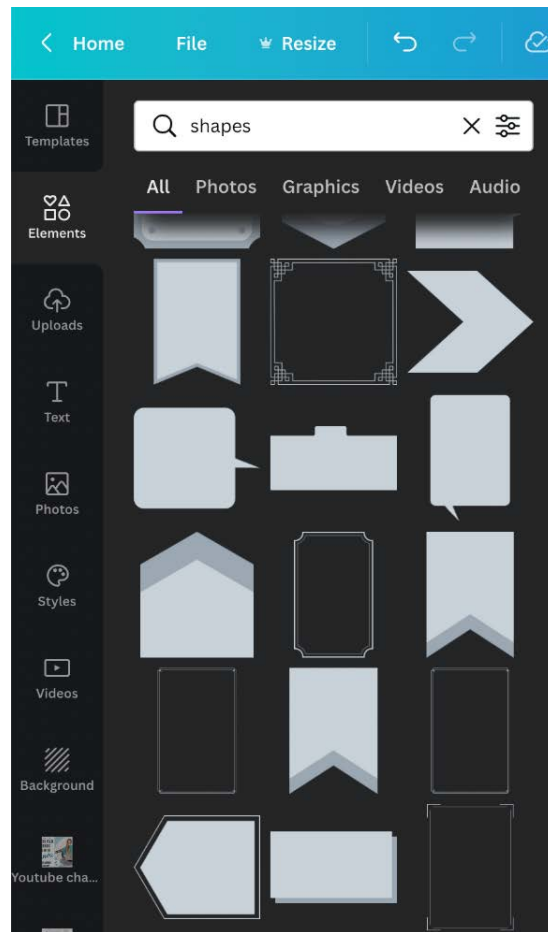 Home File Resize
Templates
shapes
All Photos Graphics Videos Audio
Elements
Uploads
Text
Photos
Styles
Videos
Background
Youtube cha...